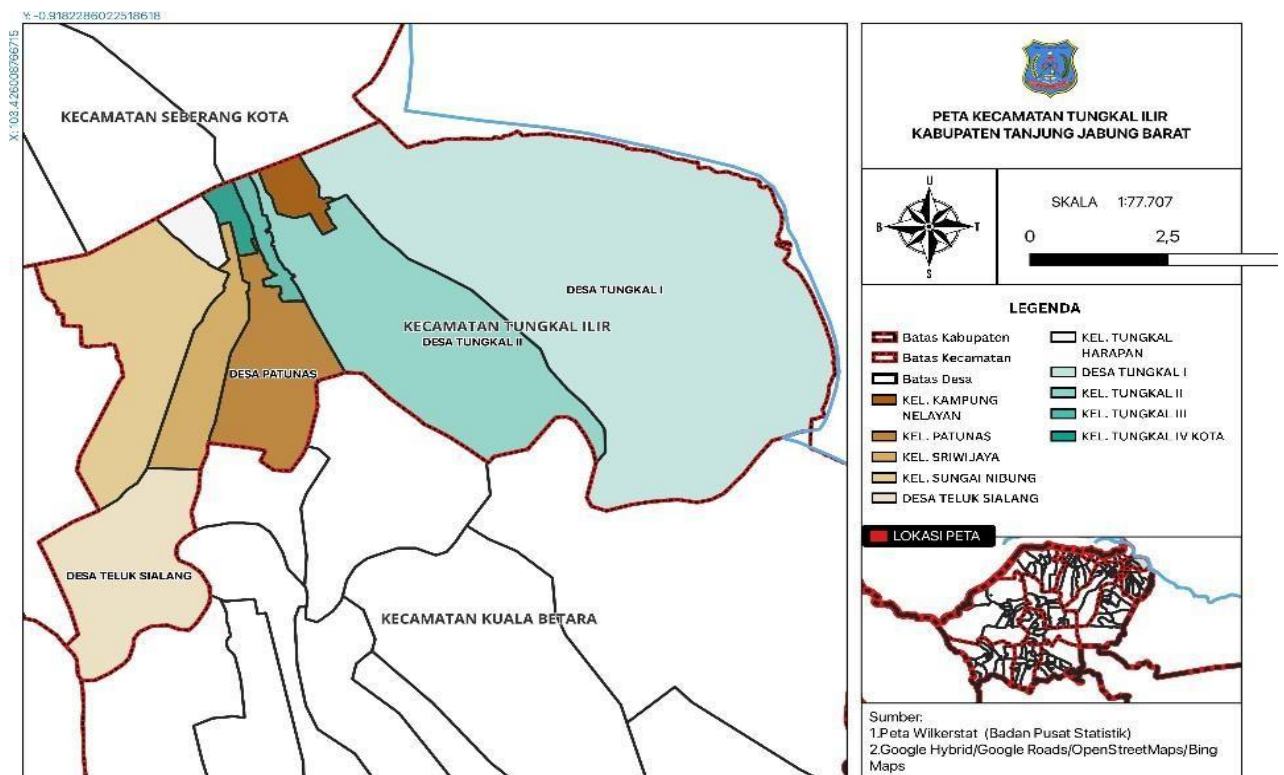 Y: -0.9182286022518618
X:103.426008766715
KECAMATAN SEBERANG KOTA
DESA TUNGKAL I
KECAMATAN TUNGKAL ILIR
DESA TUNGKAL II
DESA PATUNAS
DESA TELUK SIALANG
KECAMATAN KUALA BETARA
PETA KECAMATAN TUNGKAL ILIR
KABUPATEN TANJUNG JABUNG BARAT
U
B
T
S
SKALA 1:77.707
0 2,5
LEGENDA
Batas Kabupaten
Batas Kecamatan
Batas Desa
KEL. KAMPUNG
NELAYAN
KEL. PATUNAS
KEL. SRIWIJAYA
KEL. SUNGAI NIBUNG
DESA TELUK SIALANG
KEL. TUNGKAL
HARAPAN
DESA TUNGKAL I
KEL. TUNGKAL II
KEL. TUNGKAL III
KEL. TUNGKAL IV KOTA
LOKASI PETA
Sumber:
1.Peta Wilkerstat (Badan Pusat Statistik)
2.Google Hybrid/Google Roads/OpenStreetMaps/Bing
Maps